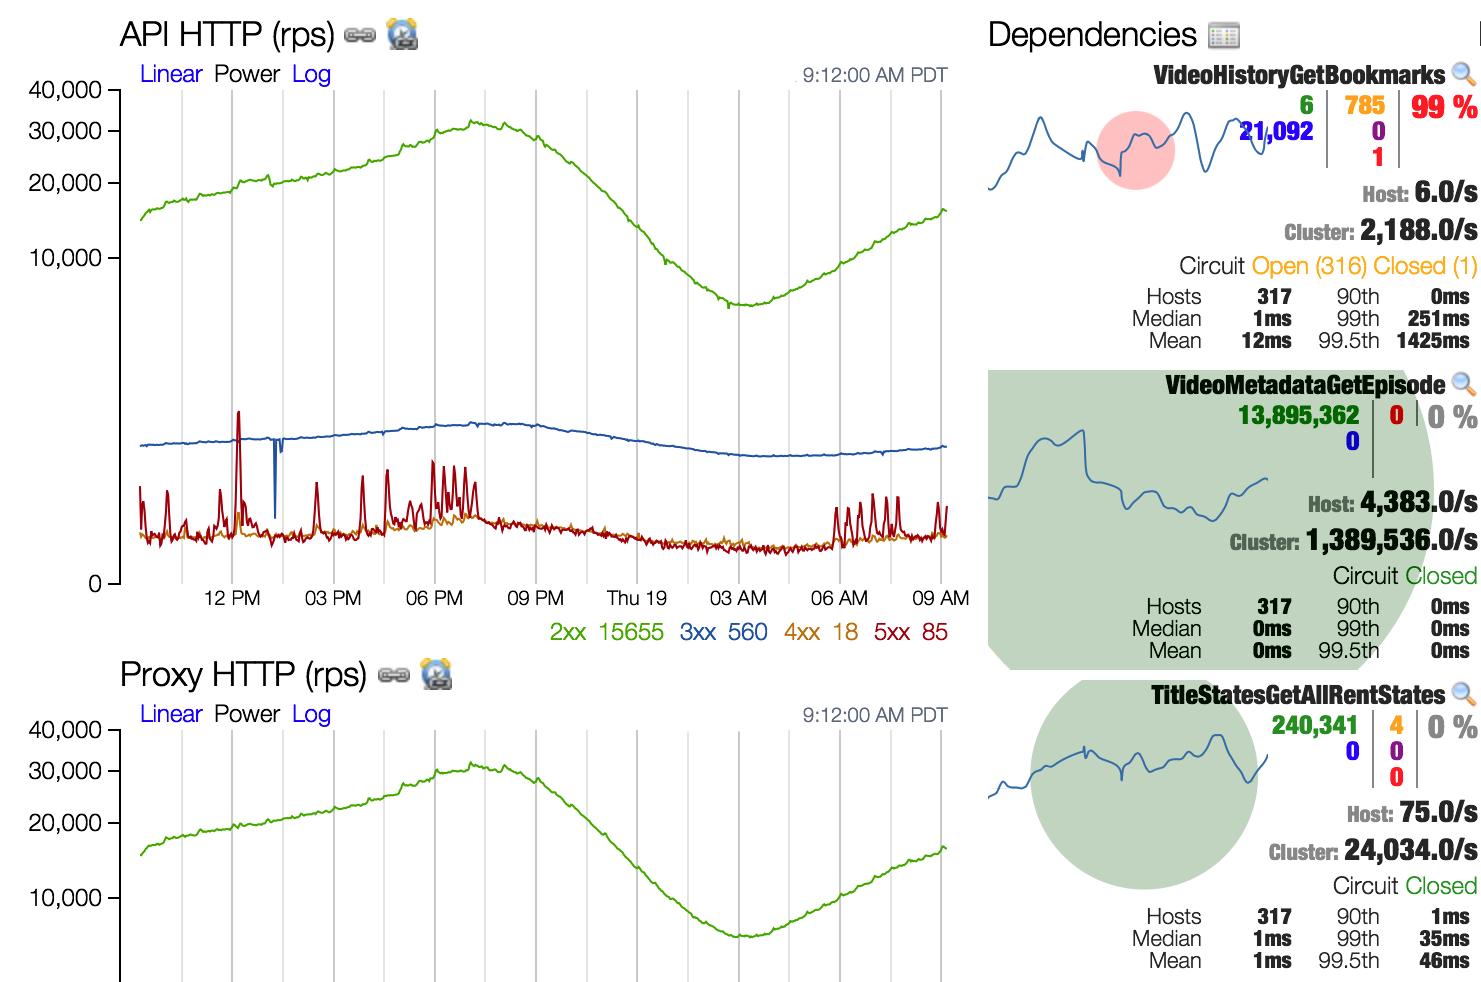 API HTTP (rps)
Linear Power Log
9:12:00 AM PDT
40,000
30,000
20,000
10,000
0
12 PM 03 PM 06 PM 09 PM Thu 19 03 AM 06 AM 09 AM
2xx 15655 3xx 560 4xx 18 5xx 85
Proxy HTTP (rps)
Linear Power Log
9:12:00 AM PDT
40,000
30,000
20,000
10,000
Dependencies
VideoHistoryGetBookmarks
6 785 99 %
21,092 0
1
Host: 6.0/s
Cluster: 2,188.0/s
Circuit Open (316) Closed (1)
Hosts 317 90th 0ms
Median 1ms 99th 251ms
Mean 12ms 99.5th 1425ms
VideoMetadataGetEpisode
13,895,362 0 0 %
0
Host: 4,383.0/s
Cluster: 1,389,536.0/s
Circuit Closed
Hosts 317 90th 0ms
Median 0ms 99th 0ms
Mean 0ms 99.5th 0ms
TitleStatesGetAllRentStates
240,341 4 0 %
0 0
0
Host: 75.0/s
Cluster: 24,034.0/s
Circuit Closed
Hosts 317 90th 1ms
Median 1ms 99th 35ms
Mean 1ms 99.5th 46ms